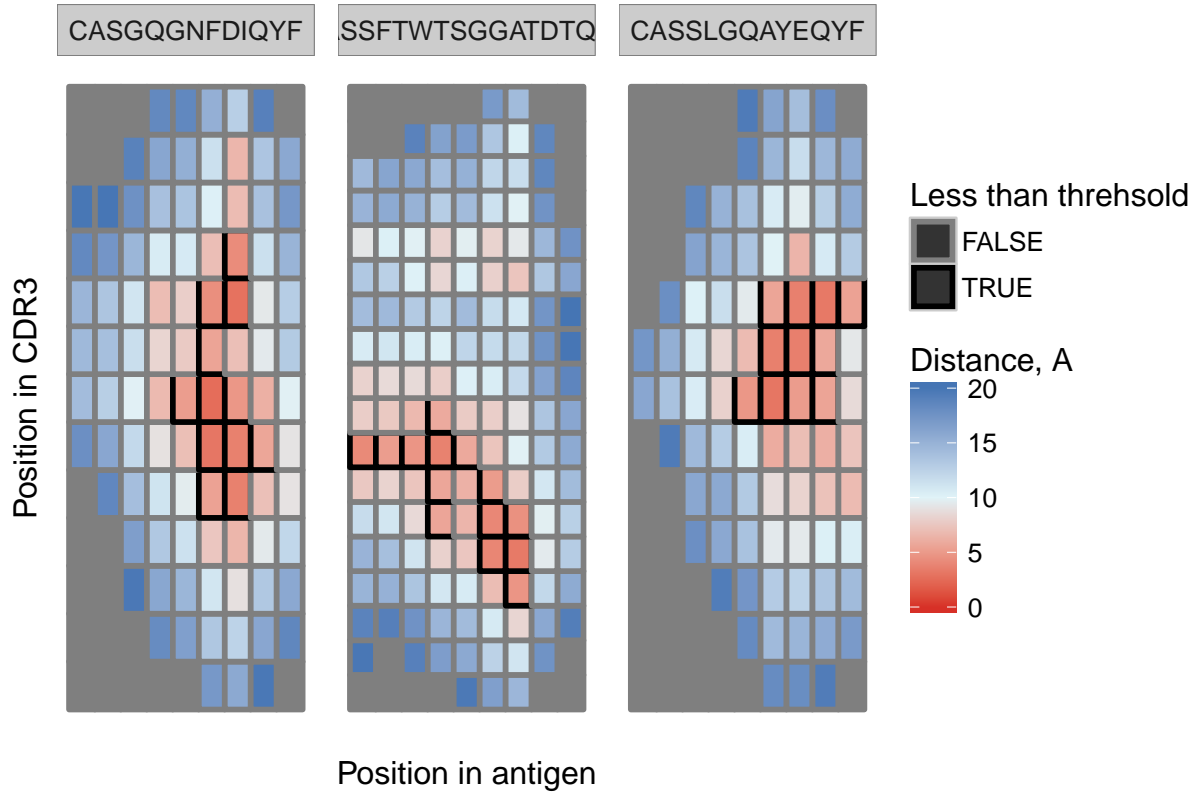 CASGQGNFDIQYF
SSFTWTSGGATDTQ
CASSLGQAYEQYF
Position in CDR3
Position in antigen
Less than threhsold
FALSE
TRUE
Distance, A
20
15
10
5
0